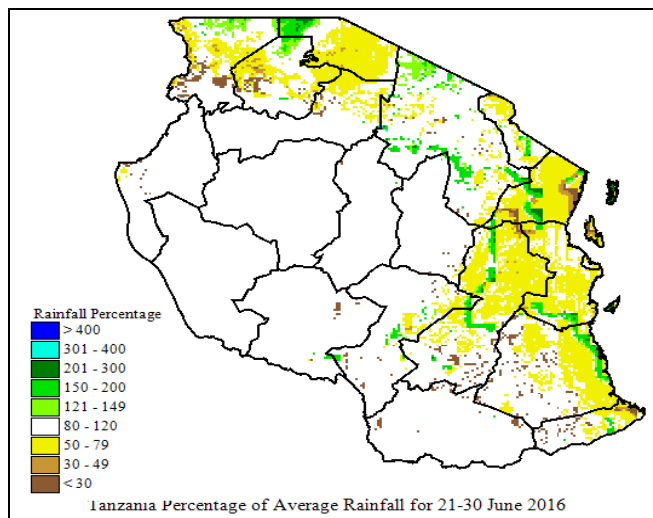 Rainfall Percentage
> 400
301 - 400
201 - 300
150 - 200
121 - 149
80 - 120
50 - 79
30 - 49
< 30
Tanzania Percentage of Average Rainfall for 21-30 June 2016